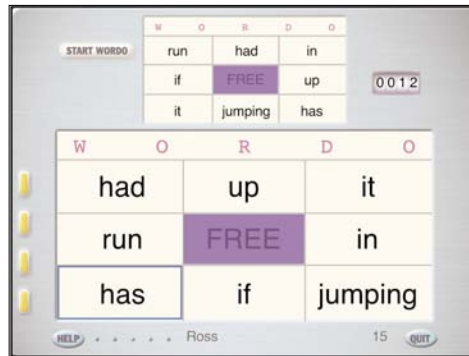 W O R D O
START WORDO run had in
if FREE up 0012
it jumping has
W O R D O
had up it
run FREE in
has if jumping
HELP Ross 15 QUIT